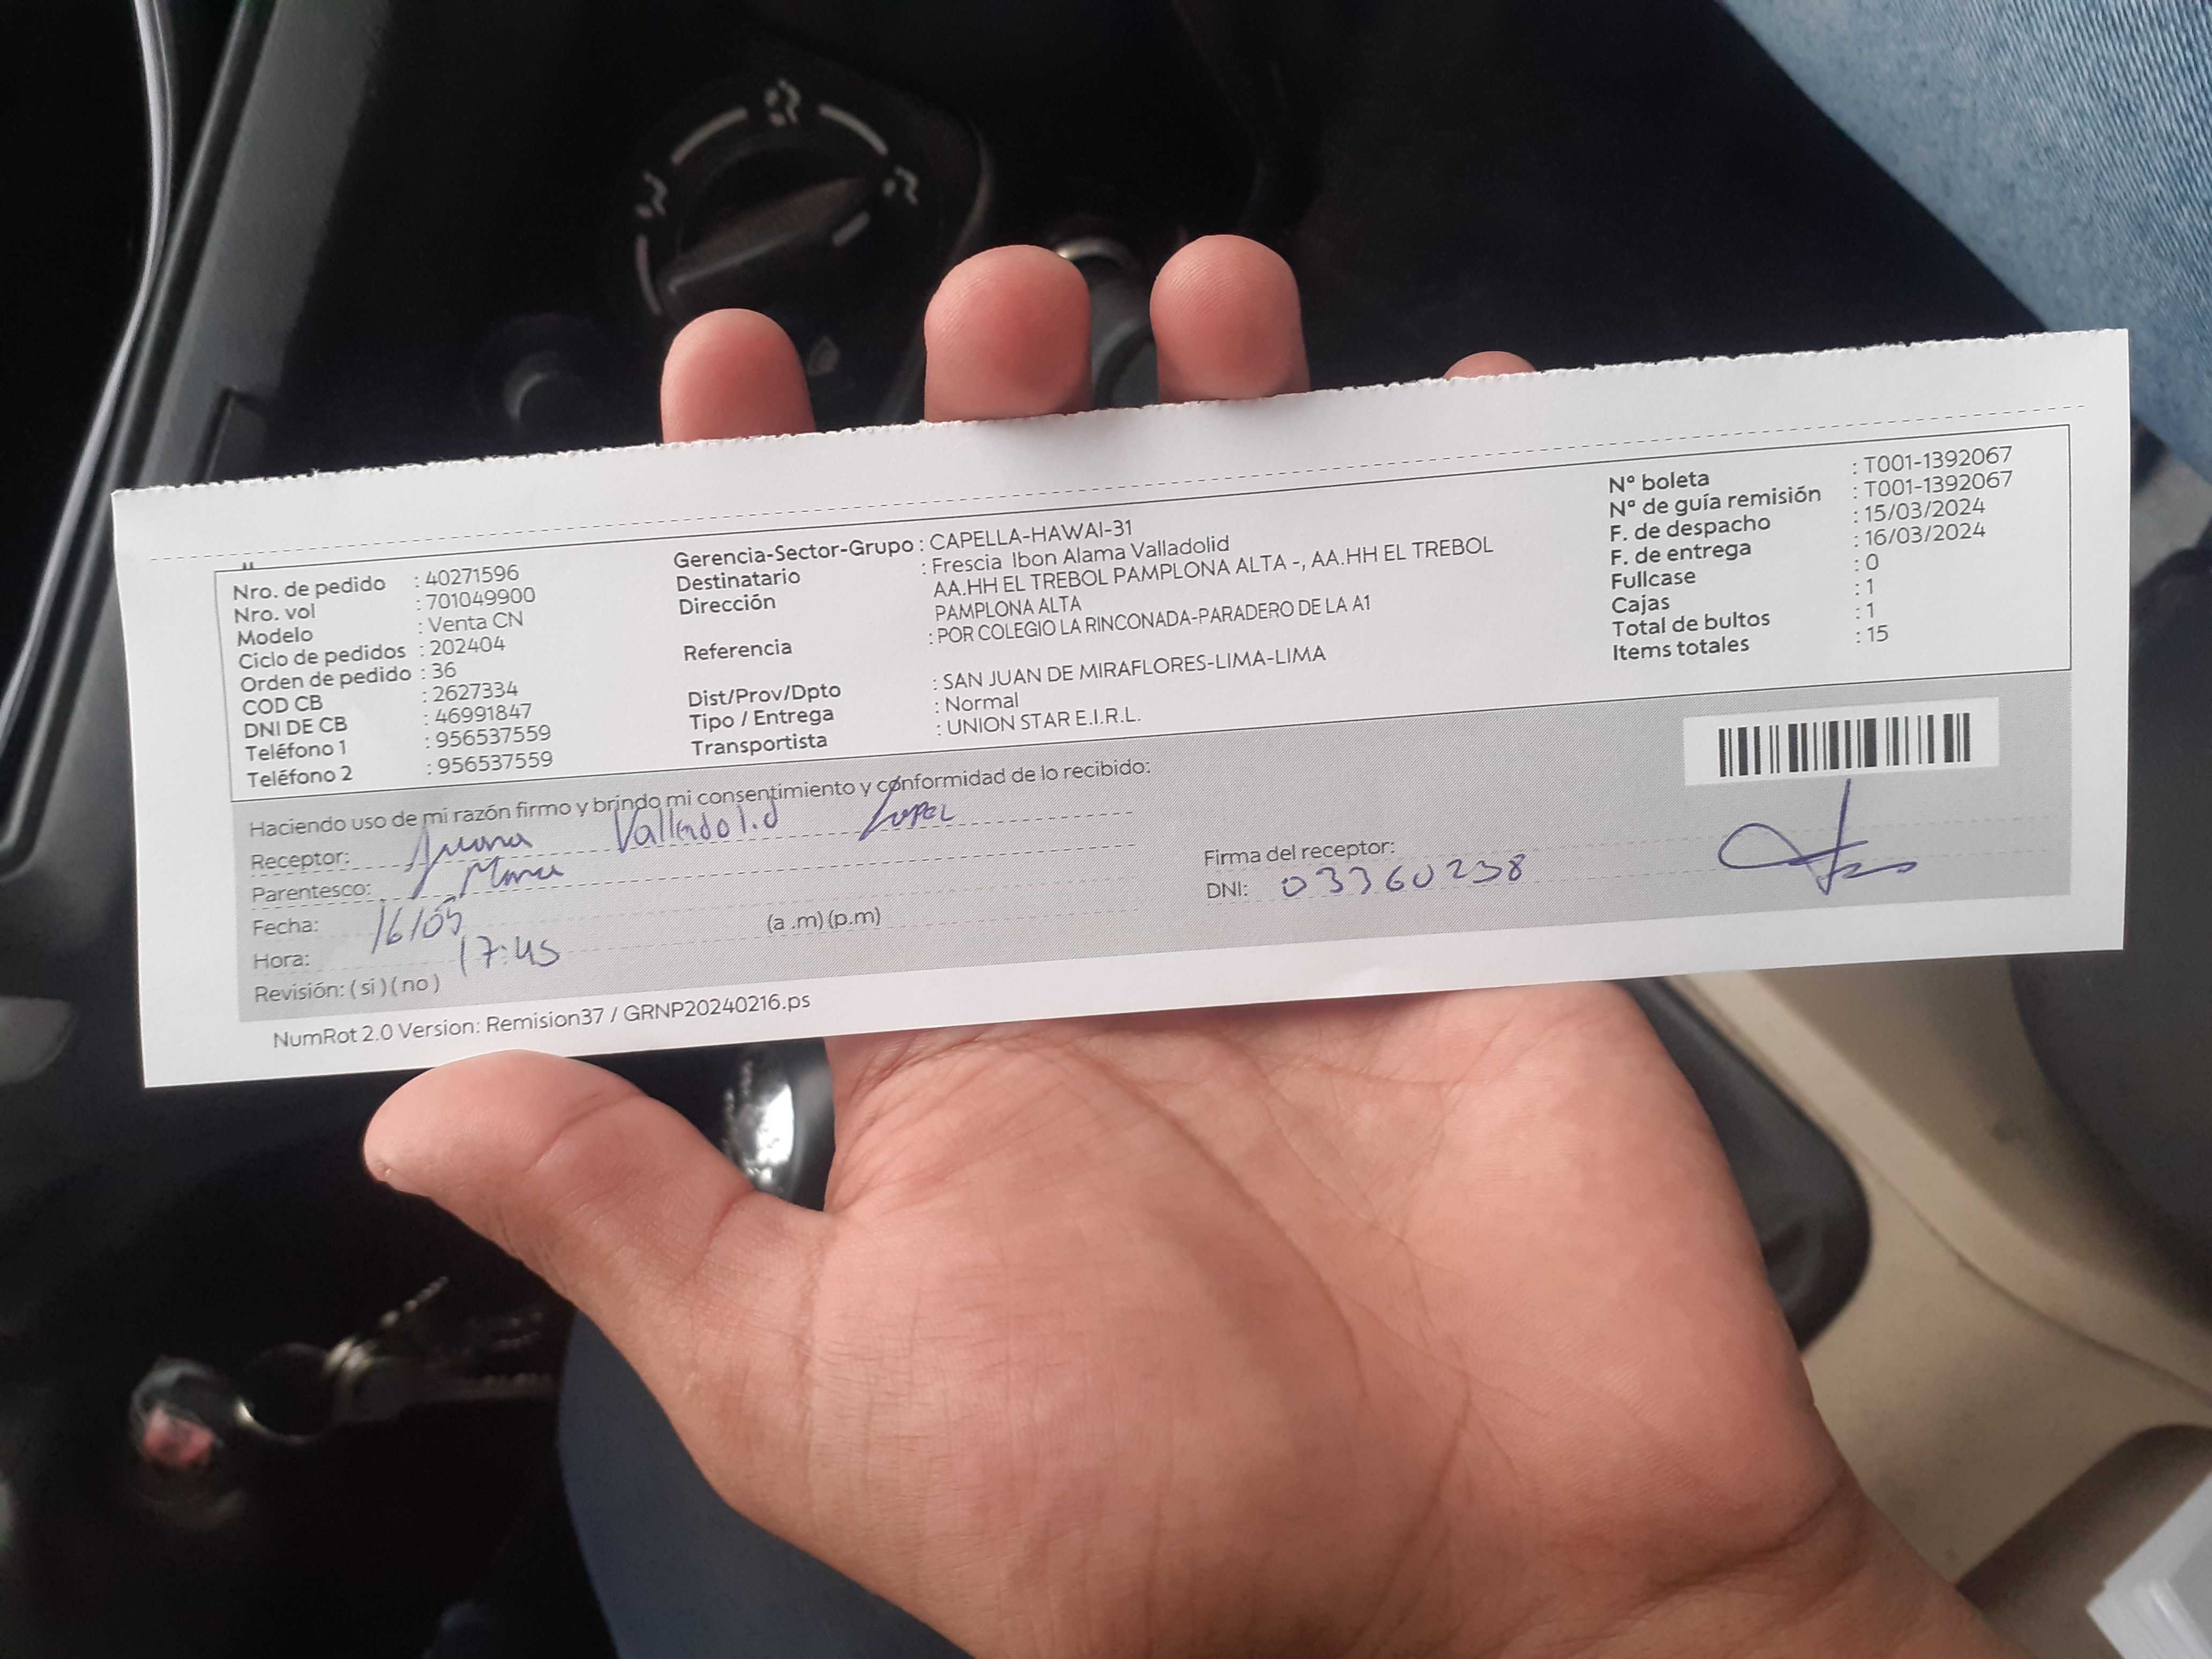 Nro. de pedido : 40271596
Nro. vol : 701049900
Modelo : Venta CN
Ciclo de pedidos : 202404
Orden de pedido : 36
COD CB : 2627334
DNI DE CB : 46991847
Teléfono 1 : 956537559
Teléfono 2 : 956537559
Gerencia-Sector-Grupo : CAPELLA-HAWAI-31
Destinatario : Frescia Ibon Alama Valladolid
Dirección AA.HH EL TREBOL PAMPLONA ALTA -, AA.HH EL TREBOL
PAMPLONA ALTA
Referencia : POR COLEGIO LA RINCONADA-PARADERO DE LA A1
Dist/Prov/Dpto : SAN JUAN DE MIRAFLORES-LIMA-LIMA
Tipo / Entrega : Normal
Transportista : UNION STAR E.I.R.L.
Nº boleta : T001-1392067
Nº de guía remisión : T001-1392067
F. de despacho : 15/03/2024
F. de entrega : 16/03/2024
Fullcase : 0
Cajas : 1
Total de bultos : 1
Items totales : 15
Haciendo uso de mi razón firmo y brindo mi consentimiento y conformidad de lo recibido:
Receptor: Juana Valladolid Lopez
Parentesco:
Fecha: 16/03
Hora: 17:45 (a .m) (p.m)
Revisión: ( si ) ( no )
Firma del receptor:
DNI: 03360238
NumRot 2.0 Version: Remision37 / GRNP20240216.ps